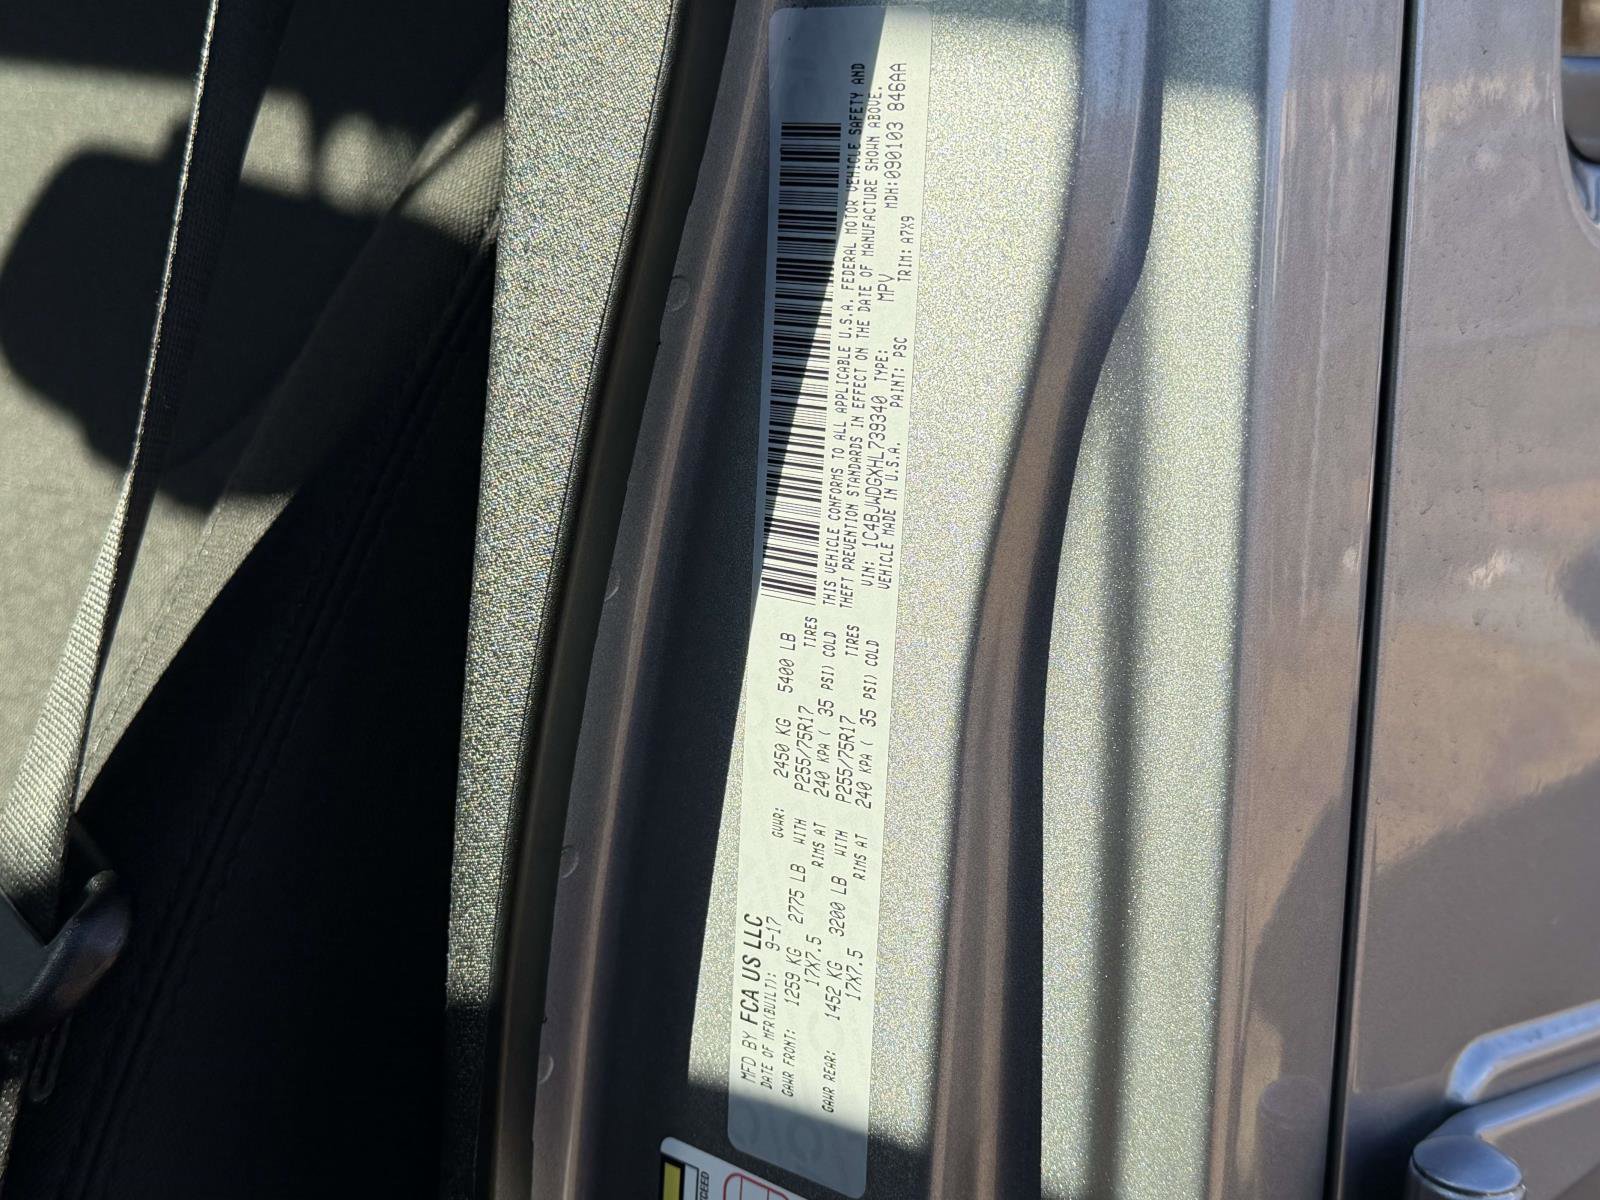 MFD BY FCA US LLC
DATE OF MFR(BUILT): 9-17 GVWR: 2450 KG 5400 LB
GAWR FRONT: 1259 KG 2775 LB WITH P255/75R17 TIRES
17X7.5 RIMS AT 240 KPA ( 35 PSI) COLD
GAWR REAR: 1452 KG 3200 LB WITH P255/75R17 TIRES
17X7.5 RIMS AT 240 KPA ( 35 PSI) COLD
THIS VEHICLE CONFORMS TO ALL APPLICABLE U.S.A. FEDERAL MOTOR VEHICLE SAFETY AND
THEFT PREVENTION STANDARDS IN EFFECT ON THE DATE OF MANUFACTURE SHOWN ABOVE.
VIN: 1C4BJWDGXHL739340 TYPE: MPV MDH:090103 846AA
VEHICLE MADE IN U.S.A. PAINT: PSC TRIM: A7X9